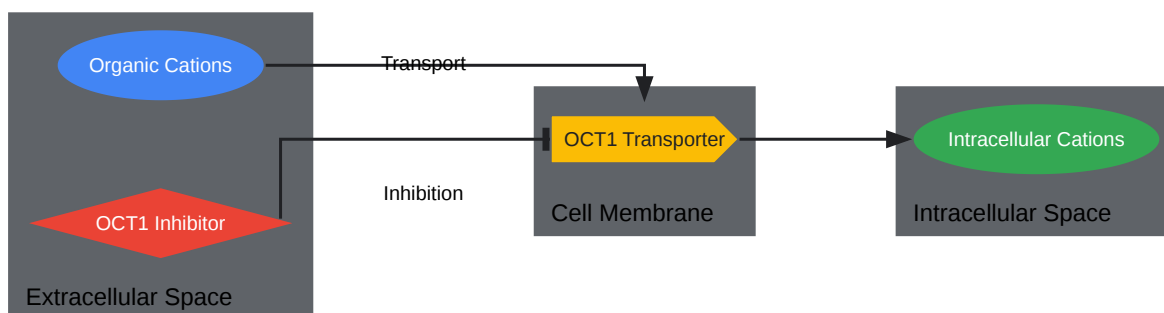 Organic Cations
Transport
OCT1 Transporter
Intracellular Cations
Inhibition
Cell Membrane
Intracellular Space
OCT1 Inhibitor
Extracellular Space